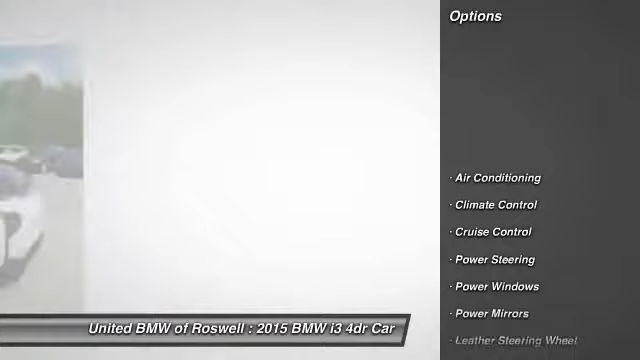 Options
· Air Conditioning
· Climate Control
· Cruise Control
· Power Steering
· Power Windows
· Power Mirrors
· Leather Steering Wheel
United BMW of Roswell : 2015 BMW i3 4dr Car